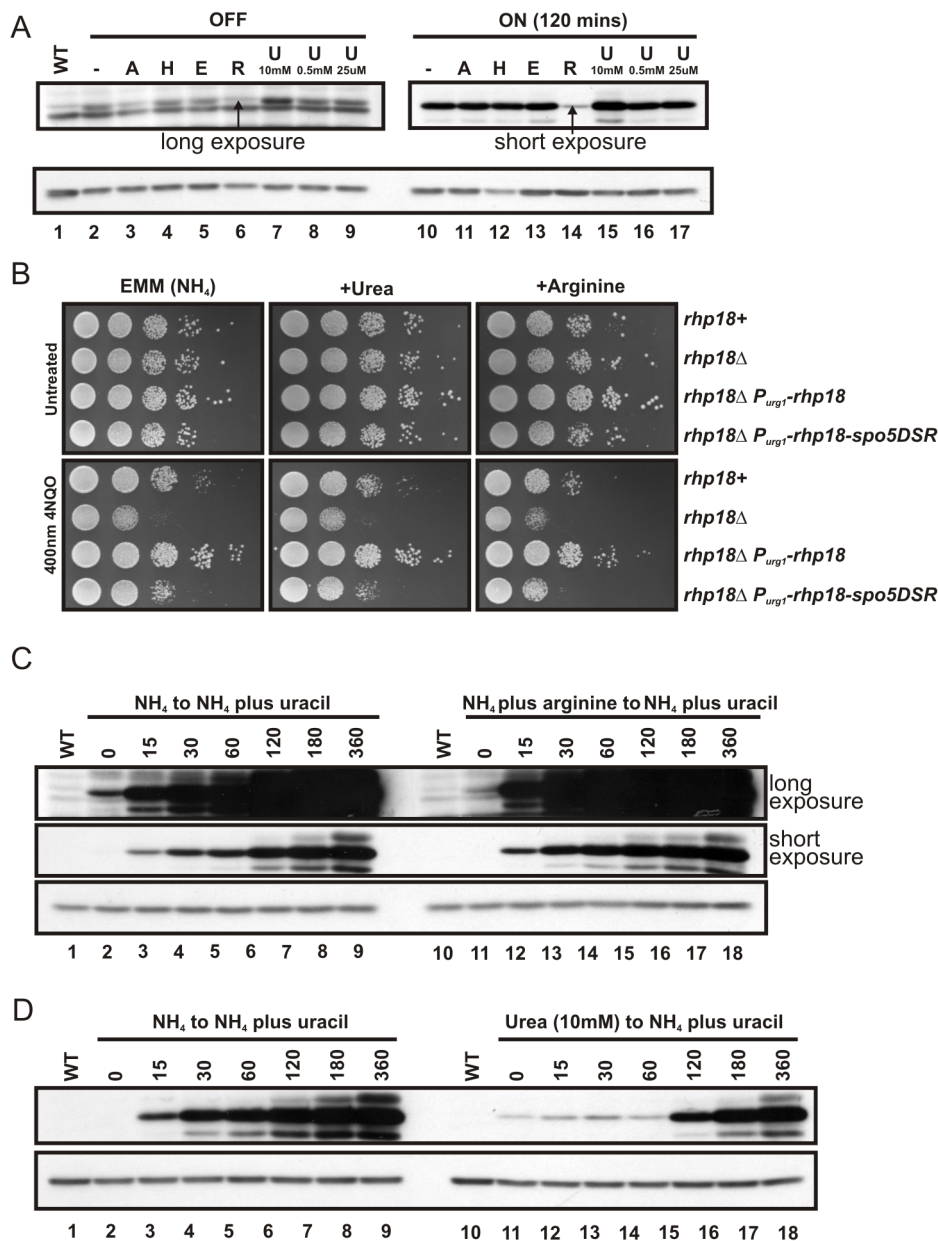 A
OFF
ON (120 mins)
WT - A H E R U 10mM U 0.5mM U 25uM
- A H E R U 10mM U 0.5mM U 25uM
long exposure
short exposure
1 2 3 4 5 6 7 8 9 10 11 12 13 14 15 16 17
B
EMM (NH₄)
+Urea
+Arginine
Untreated
rhp18+
rhp18Δ
rhp18Δ Purg1-rhp18
rhp18Δ Purg1-rhp18-spo5DSR
400nm 4NQO
rhp18+
rhp18Δ
rhp18Δ Purg1-rhp18
rhp18Δ Purg1-rhp18-spo5DSR
C
NH₄ to NH₄ plus uracil
NH₄ plus arginine to NH₄ plus uracil
WT 0 15 30 60 120 180 360
WT 0 15 30 60 120 180 360
long
exposure
short
exposure
1 2 3 4 5 6 7 8 9 10 11 12 13 14 15 16 17 18
D
NH₄ to NH₄ plus uracil
Urea (10mM) to NH₄ plus uracil
WT 0 15 30 60 120 180 360
WT 0 15 30 60 120 180 360
1 2 3 4 5 6 7 8 9 10 11 12 13 14 15 16 17 18